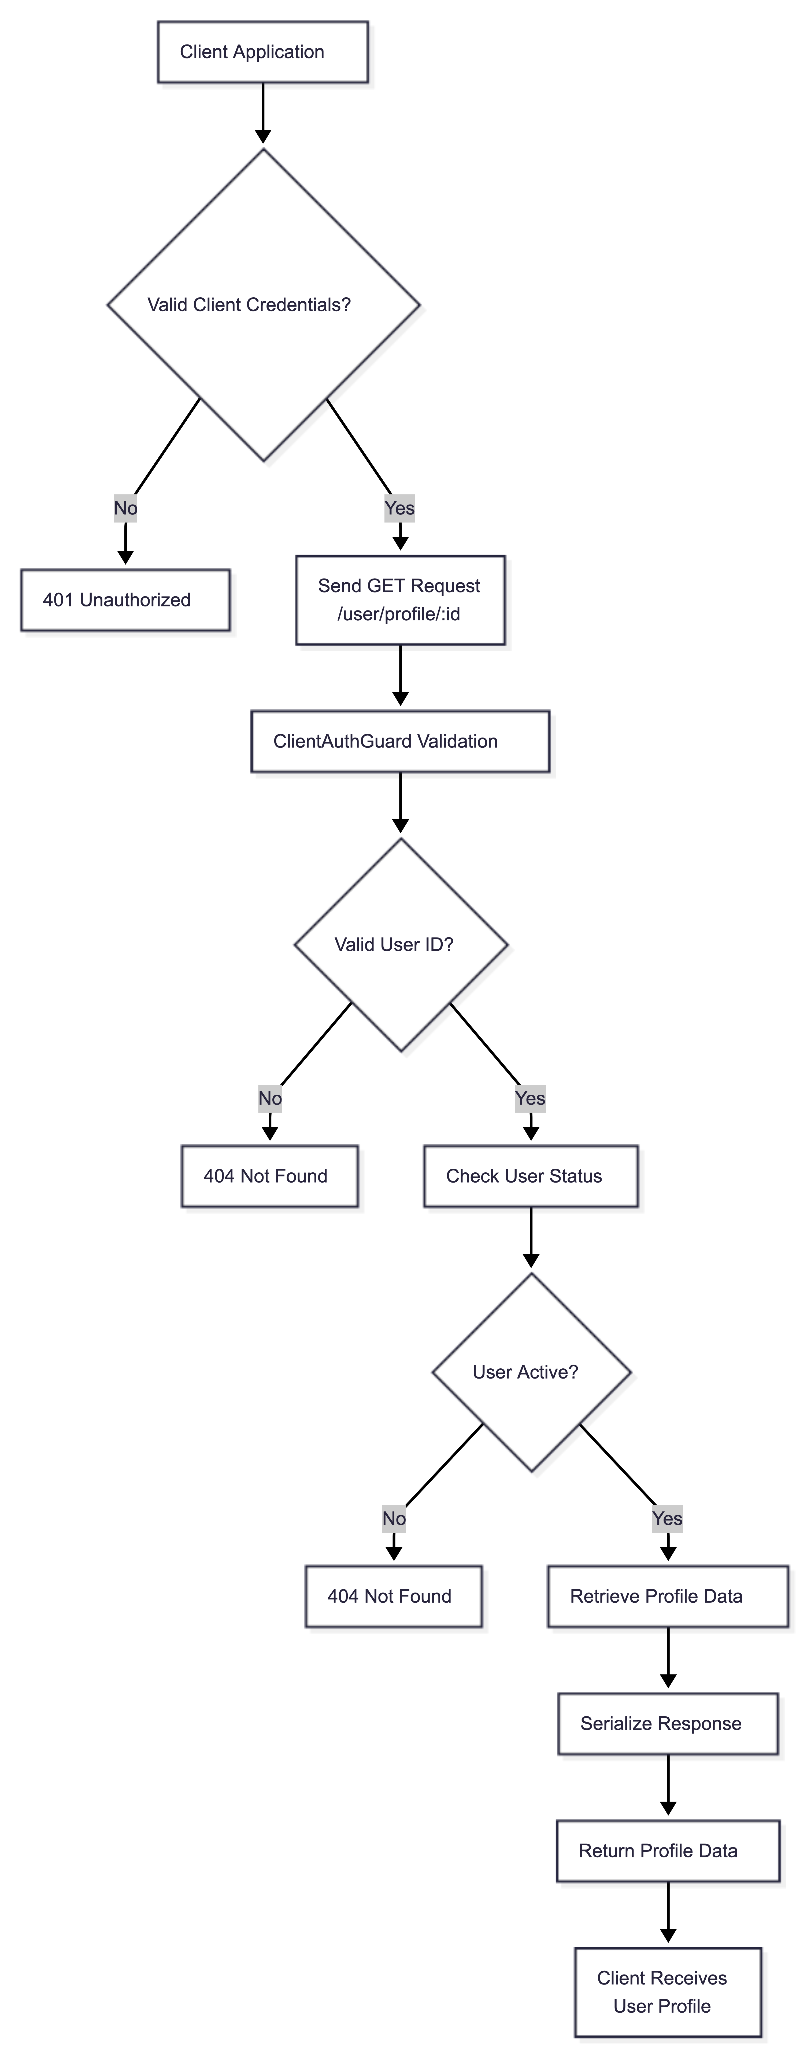 Client Application
Valid Client Credentials?
No
Yes
401 Unauthorized
Send GET Request
/user/profile/:id
ClientAuthGuard Validation
Valid User ID?
No
Yes
404 Not Found
Check User Status
User Active?
No
Yes
404 Not Found
Retrieve Profile Data
Serialize Response
Return Profile Data
Client Receives
User Profile